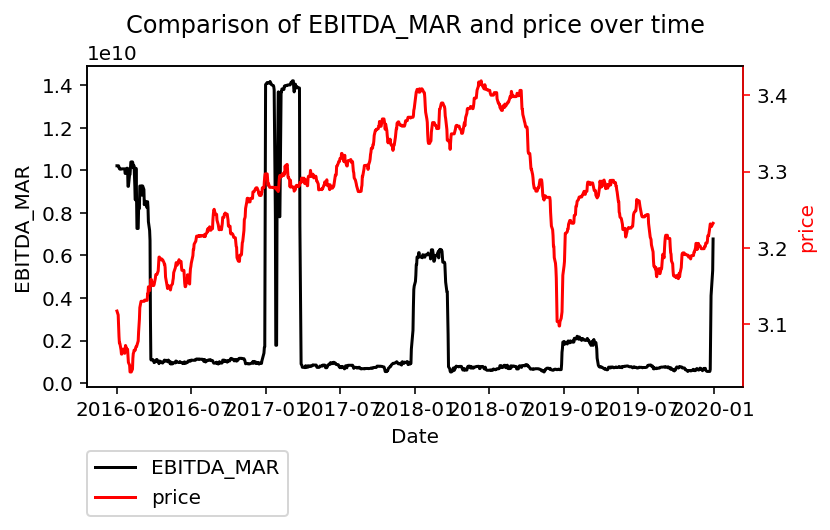 Comparison of EBITDA_MAR and price over time
1e10
1.4
1.2
1.0
0.8
0.6
0.4
0.2
0.0
EBITDA_MAR
3.4
3.3
3.2
3.1
price
2016-01 2016-07 2017-01 2017-07 2018-01 2018-07 2019-01 2019-07 2020-01
Date
EBITDA_MAR
price